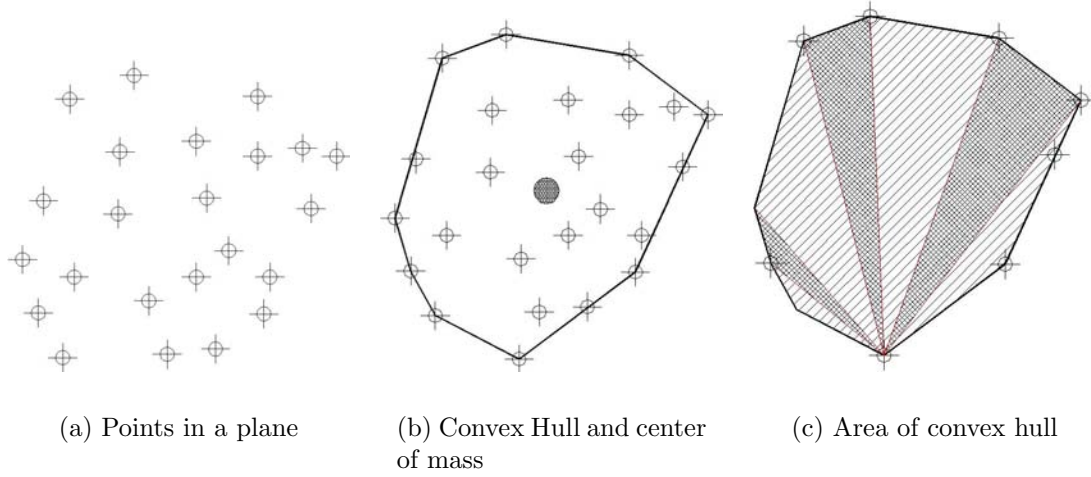 (a) Points in a plane
(b) Convex Hull and center
of mass
(c) Area of convex hull